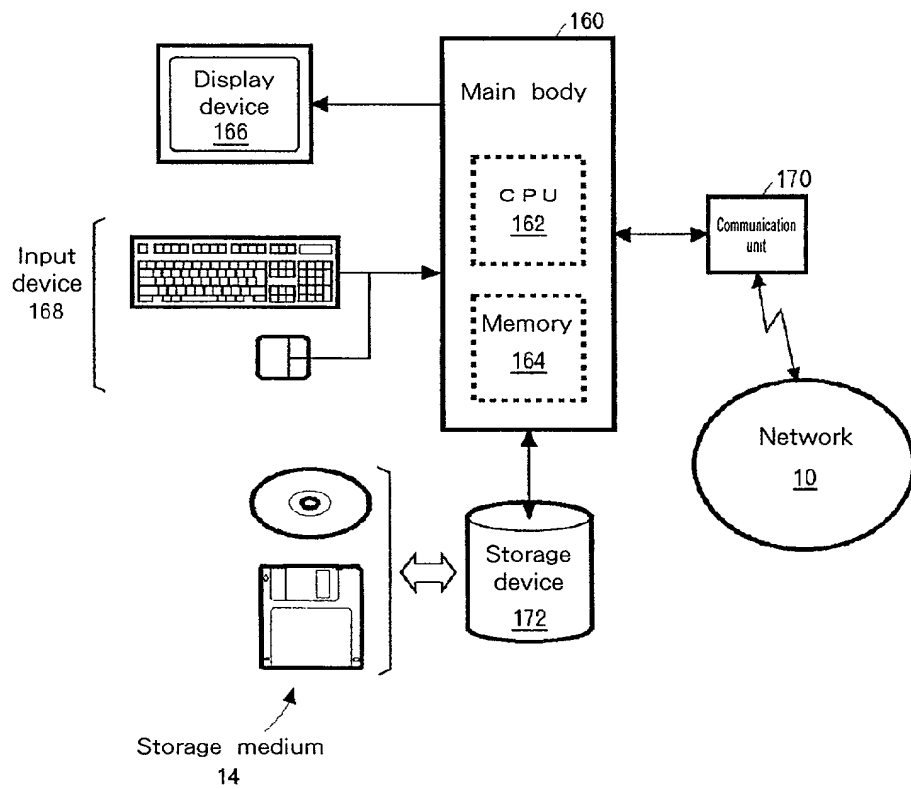 160
Display
device
166
Main body
CPU
162
170
Communication
unit
Input
device
168
Memory
164
Network
10
Storage
device
172
Storage medium
14